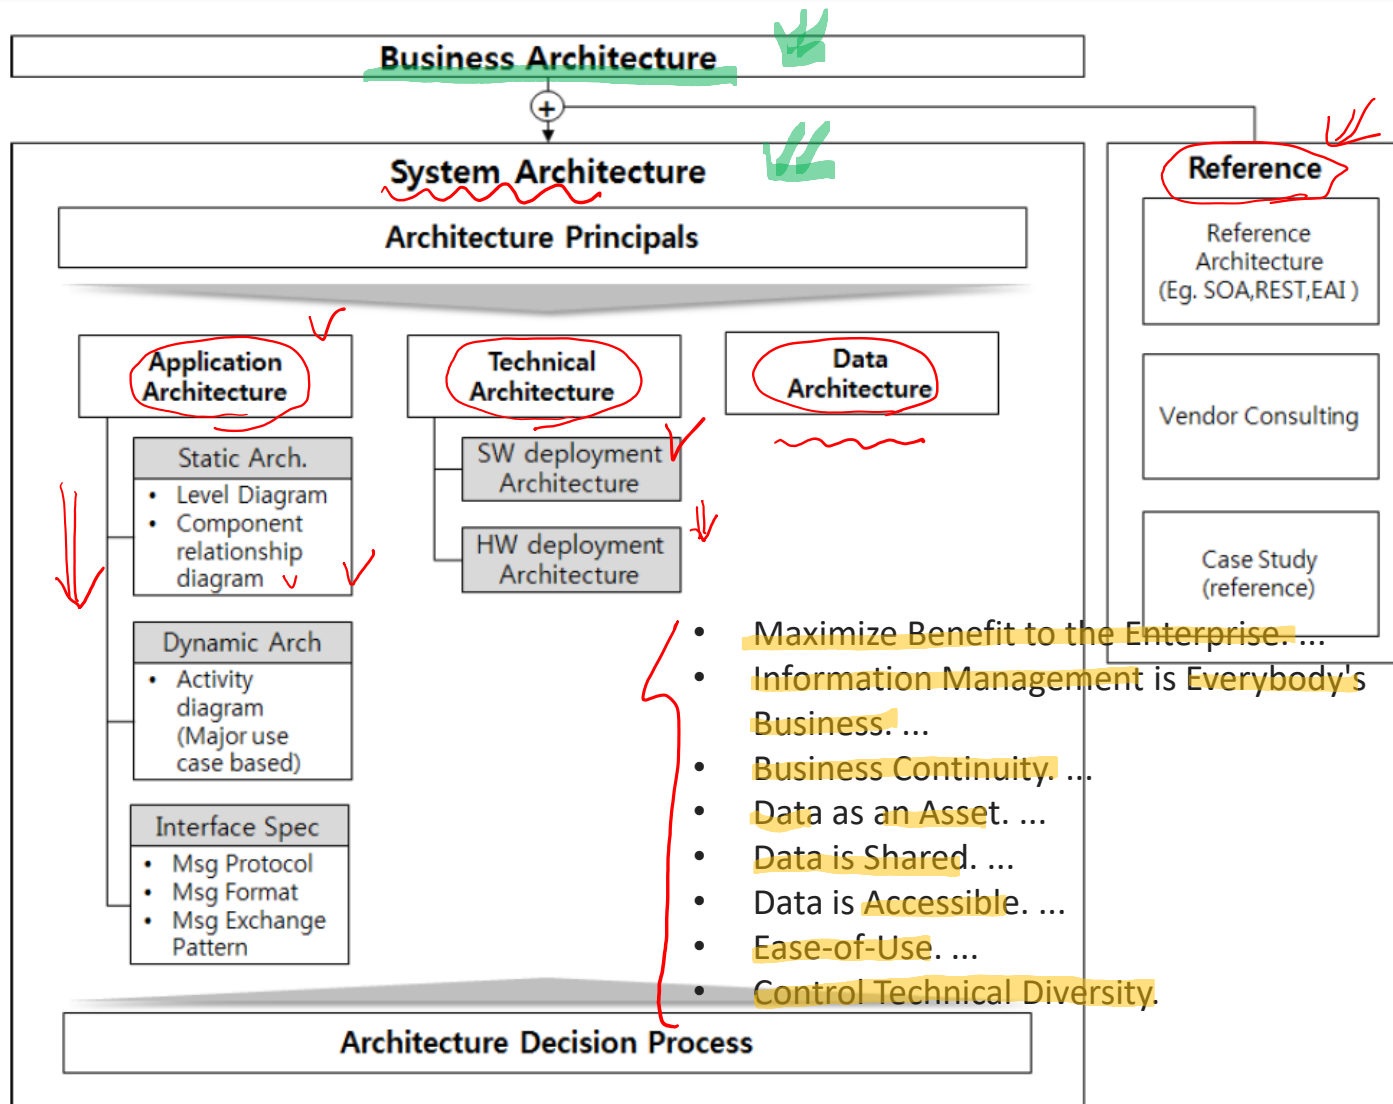 Business Architecture
+
System Architecture
Architecture Principals
Application
Architecture
Static Arch.
• Level Diagram
• Component
relationship
diagram
Dynamic Arch
• Activity
diagram
(Major use
case based)
Interface Spec
• Msg Protocol
• Msg Format
• Msg Exchange
Pattern
Technical
Architecture
SW deployment
Architecture
HW deployment
Architecture
Data
Architecture
• Maximize Benefit to the Enterprise. ...
• Information Management is Everybody's
Business. ...
• Business Continuity. ...
• Data as an Asset. ...
• Data is Shared. ...
• Data is Accessible. ...
• Ease-of-Use. ...
• Control Technical Diversity.
Architecture Decision Process
Reference
Reference
Architecture
(Eg. SOA,REST,EAI )
Vendor Consulting
Case Study
(reference)